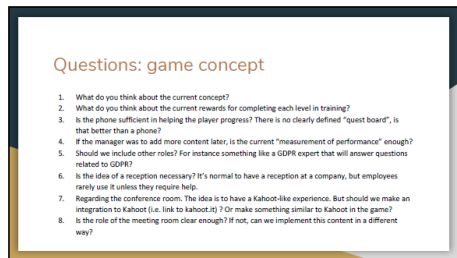 Questions: game concept
1. What do you think about the current concept?
2. What do you think about the current rewards for completing each level in training?
3. Is the phone sufficient in helping the player progress? There is no clearly defined "quest board", is
that better than a phone?
4. If the manager was to add more content later, is the current "measurement of performance" enough?
5. Should we include other roles? For instance something like a GDPR expert that will answer questions
related to GDPR?
6. Is the idea of a reception necessary? It's normal to have a reception at a company, but employees
rarely use it unless they require help.
7. Regarding the conference room. The idea is to have a Kahoot-like experience. But should we make an
integration to Kahoot (i.e. link to kahoot.it) ? Or make something similar to Kahoot in the game?
8. Is the role of the meeting room clear enough? If not, can we implement this content in a different
way?